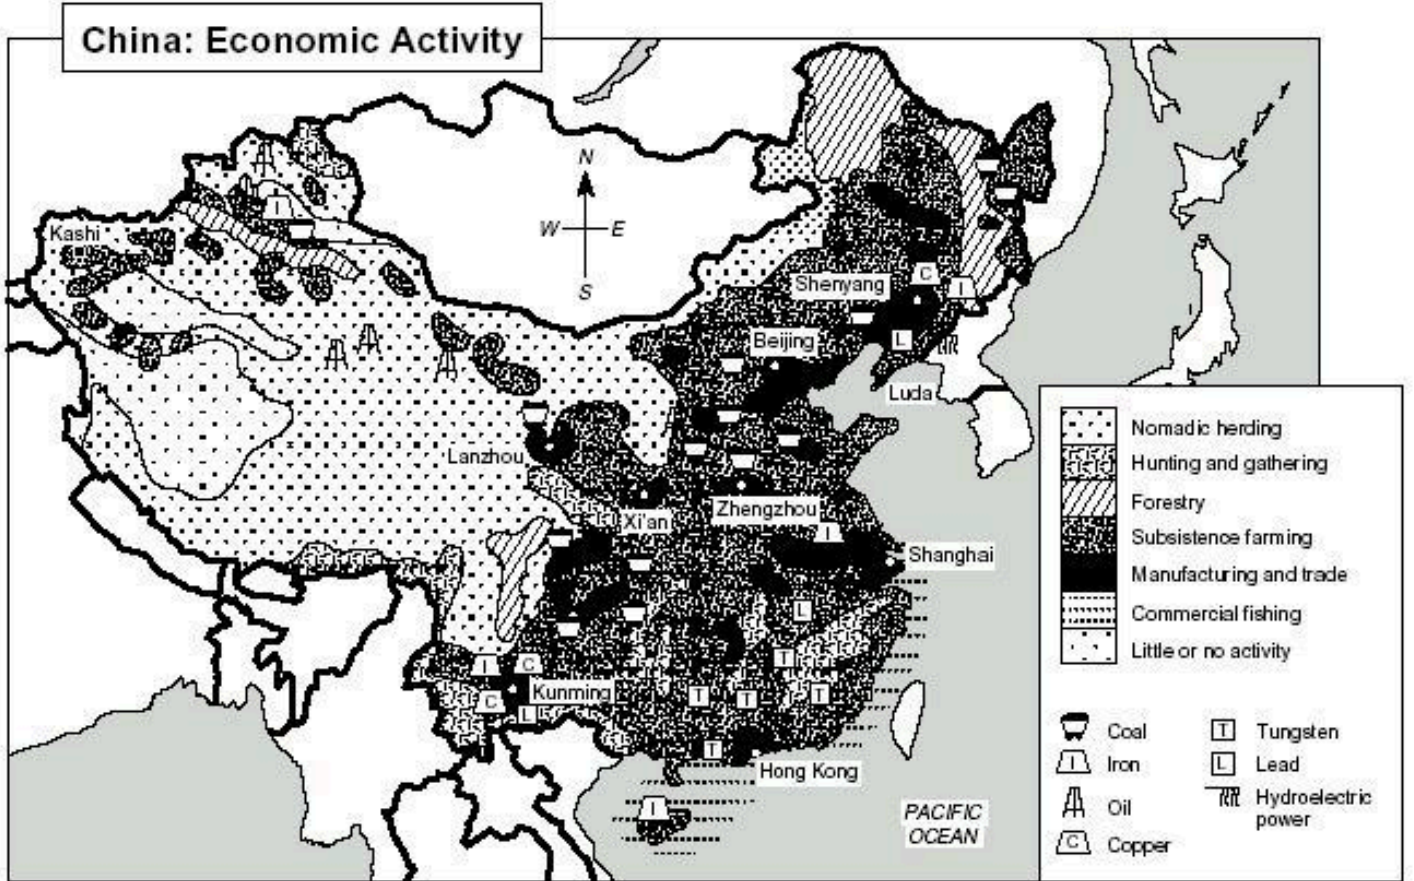 China: Economic Activity
N
W
E
S
Kashi
I
Shenyang
C
I
Beijing
L
Luda
Lanzhou
Xi'an
Zhengzhou
I
Shanghai
L
T
I
C
Kunming
C
L
T
T
T
T
Hong Kong
I
PACIFIC
OCEAN
Nomadic herding
Hunting and gathering
Forestry
Subsistence farming
Manufacturing and trade
Commercial fishing
Little or no activity
Coal
I Iron
Oil
C Copper
T Tungsten
L Lead
Hydroelectric
power